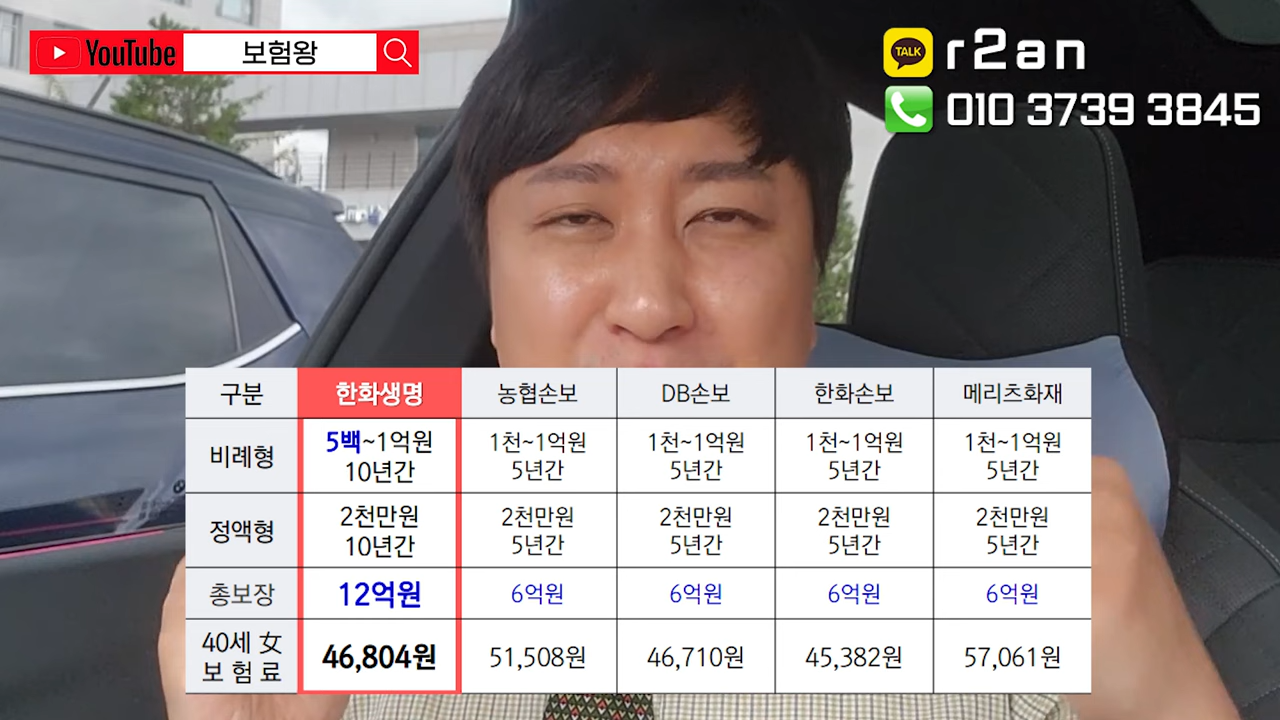 YouTube 보험왕
TALK r2an
010 3739 3845
구분 한화생명 농협손보 DB손보 한화손보 메리츠화재
비례형 5백~1억원 10년간 1천~1억원 5년간 1천~1억원 5년간 1천~1억원 5년간 1천~1억원 5년간
정액형 2천만원 10년간 2천만원 5년간 2천만원 5년간 2천만원 5년간 2천만원 5년간
총보장 12억원 6억원 6억원 6억원 6억원
40세 女 보 험 료 46,804원 51,508원 46,710원 45,382원 57,061원